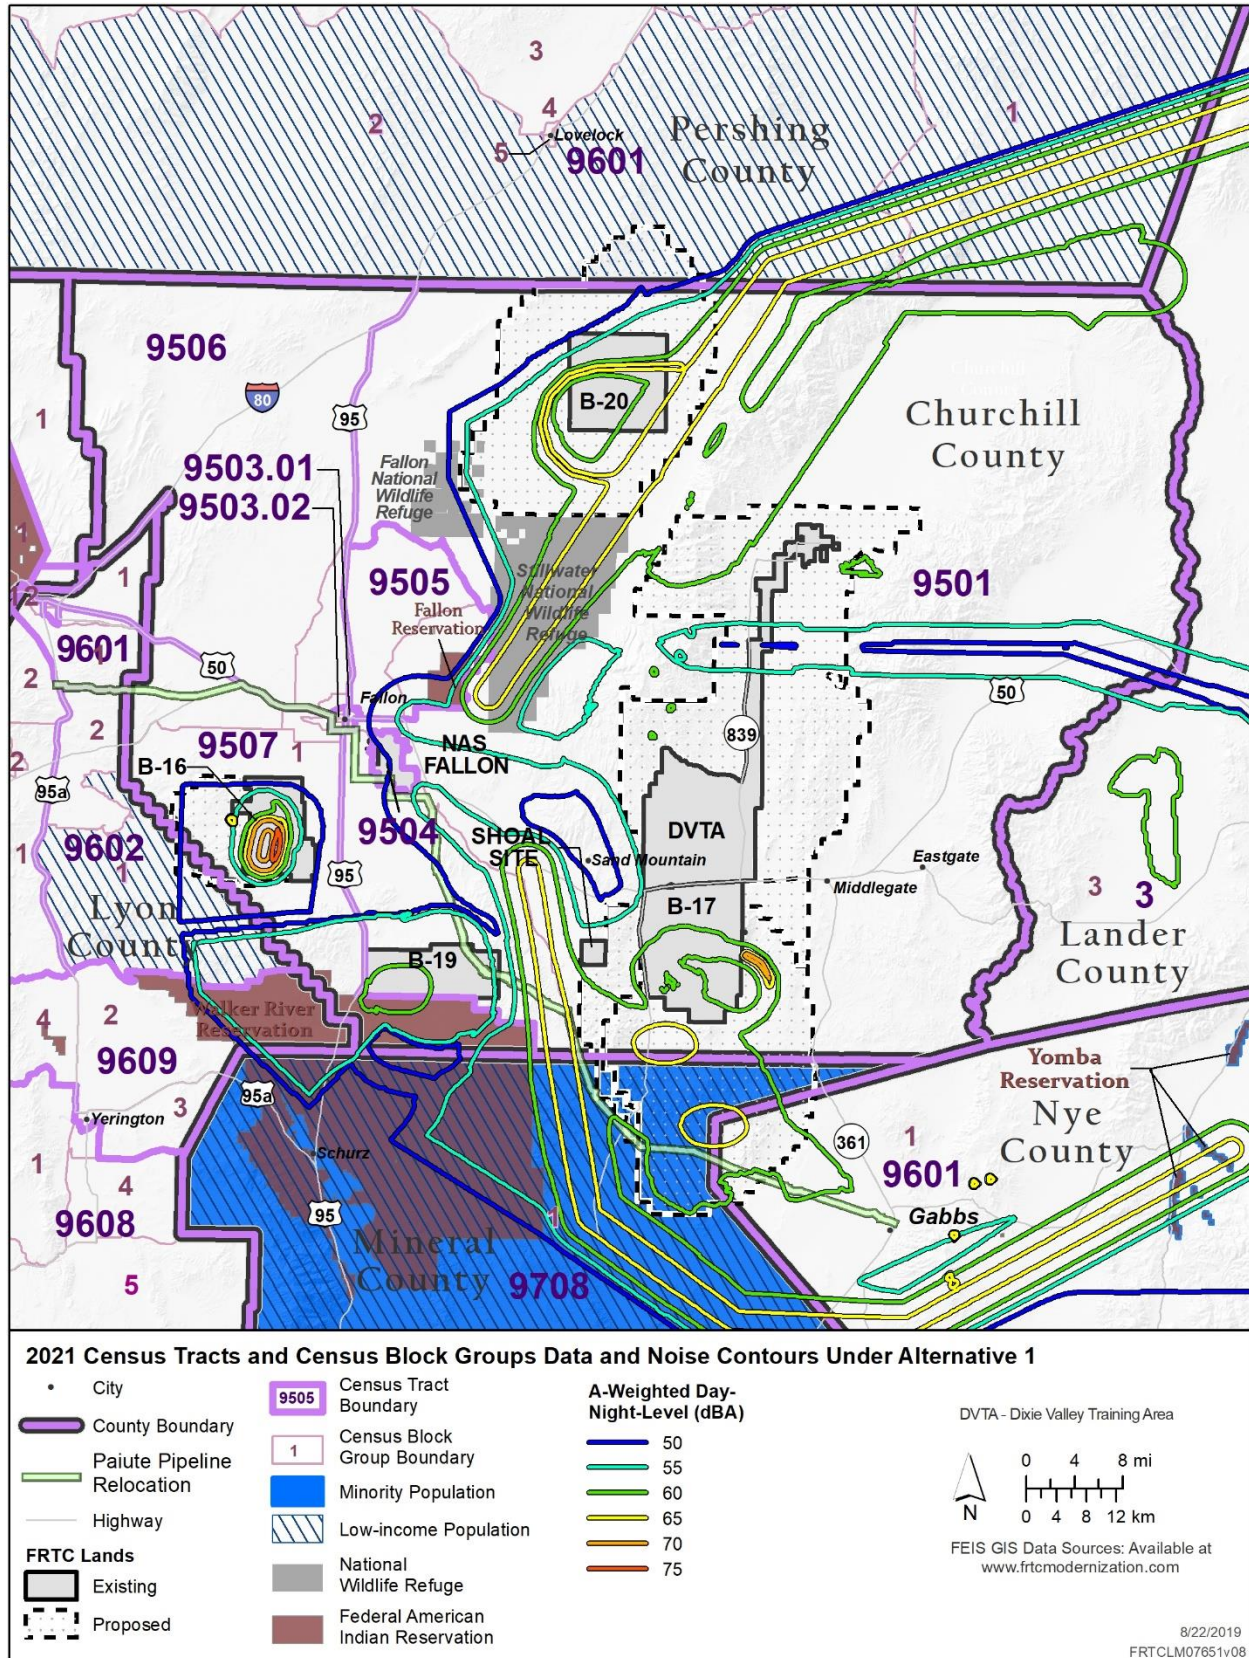 3
4
2
Lovelock
5
9601
Pershing
County
1
9506
80
95
1
B-20
Churchill
County
9503.01
9503.02
Fallon
National
Wildlife
Refuge
1
1
9505
Stillwater
National
Wildlife
Refuge
9501
Fallon
Reservation
12
9601
1
50
2
50
Fallon
2
9507
1
NAS
FALLON
839
2
B-16
95a
9504
DVTA
SHOAL
SITE
Sand Mountain
Eastgate
9602
1
1
95
Middlegate
3
3
B-17
Lyon
County
Lander
County
B-19
Walker River
Reservation
4
2
9609
Yomba
Reservation
Nye
County
95a
3
Yerington
361
1
Schurz
9601
1
4
Gabbs
9608
95
1
Mineral
County
9708
5
2021 Census Tracts and Census Block Groups Data and Noise Contours Under Alternative 1
City
County Boundary
Paiute Pipeline
Relocation
Highway
FRTC Lands
Existing
Proposed
9505
Census Tract
Boundary
1
Census Block
Group Boundary
Minority Population
Low-income Population
National
Wildlife Refuge
Federal American
Indian Reservation
A-Weighted Day-
Night-Level (dBA)
50
55
60
65
70
75
DVTA - Dixie Valley Training Area
0 4 8 mi
N
0 4 8 12 km
FEIS GIS Data Sources: Available at
www.frtcmodernization.com
8/22/2019
FRTCLM07651v08